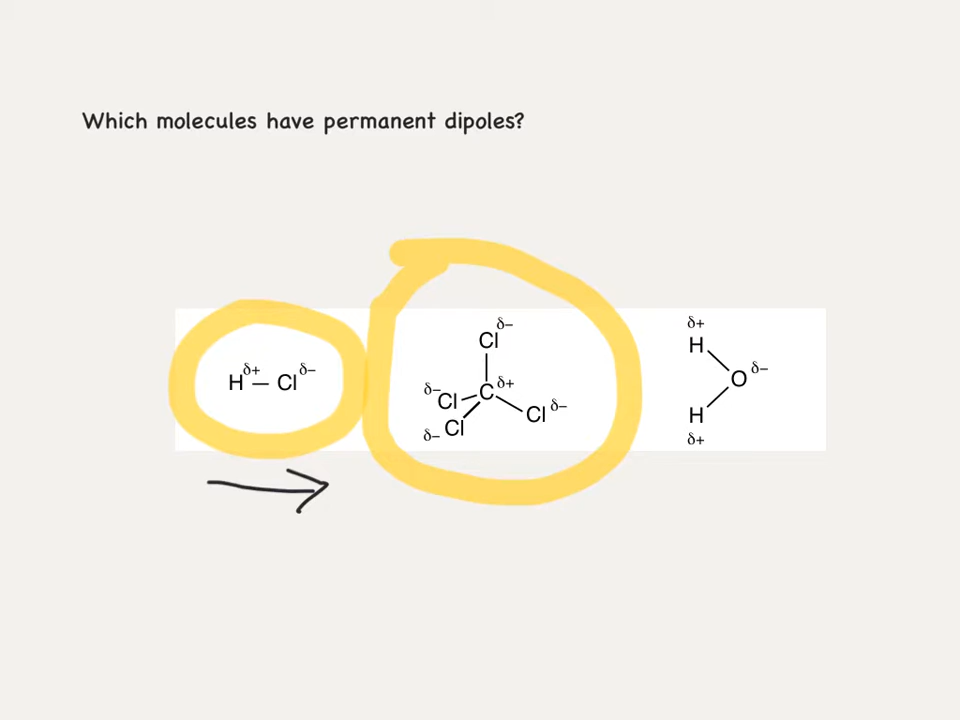 Which molecules have permanent dipoles?
δ+ δ−
H — Cl
δ−
Cl
δ− Cl C δ+
Cl δ−
δ− Cl
δ+
H
O δ−
H
δ+